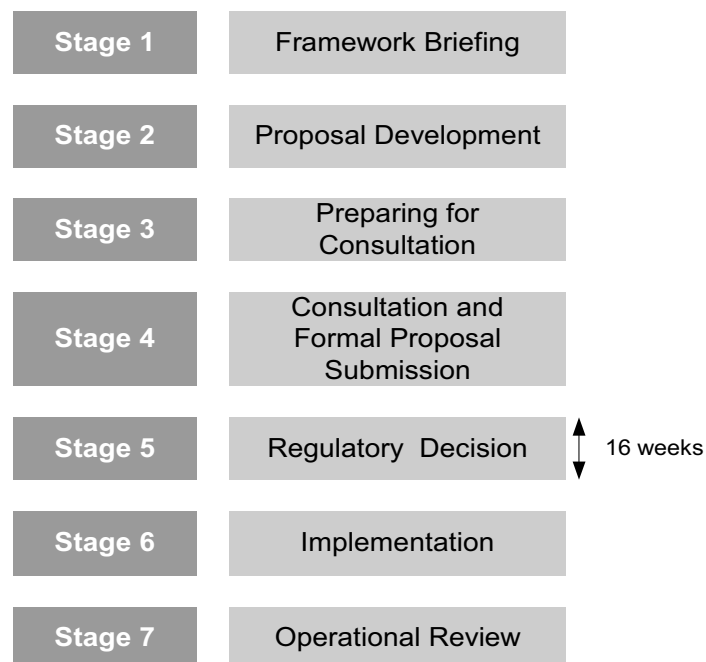 Stage 1
Framework Briefing
Stage 2
Proposal Development
Stage 3
Preparing for
Consultation
Stage 4
Consultation and
Formal Proposal
Submission
Stage 5
Regulatory Decision
16 weeks
Stage 6
Implementation
Stage 7
Operational Review